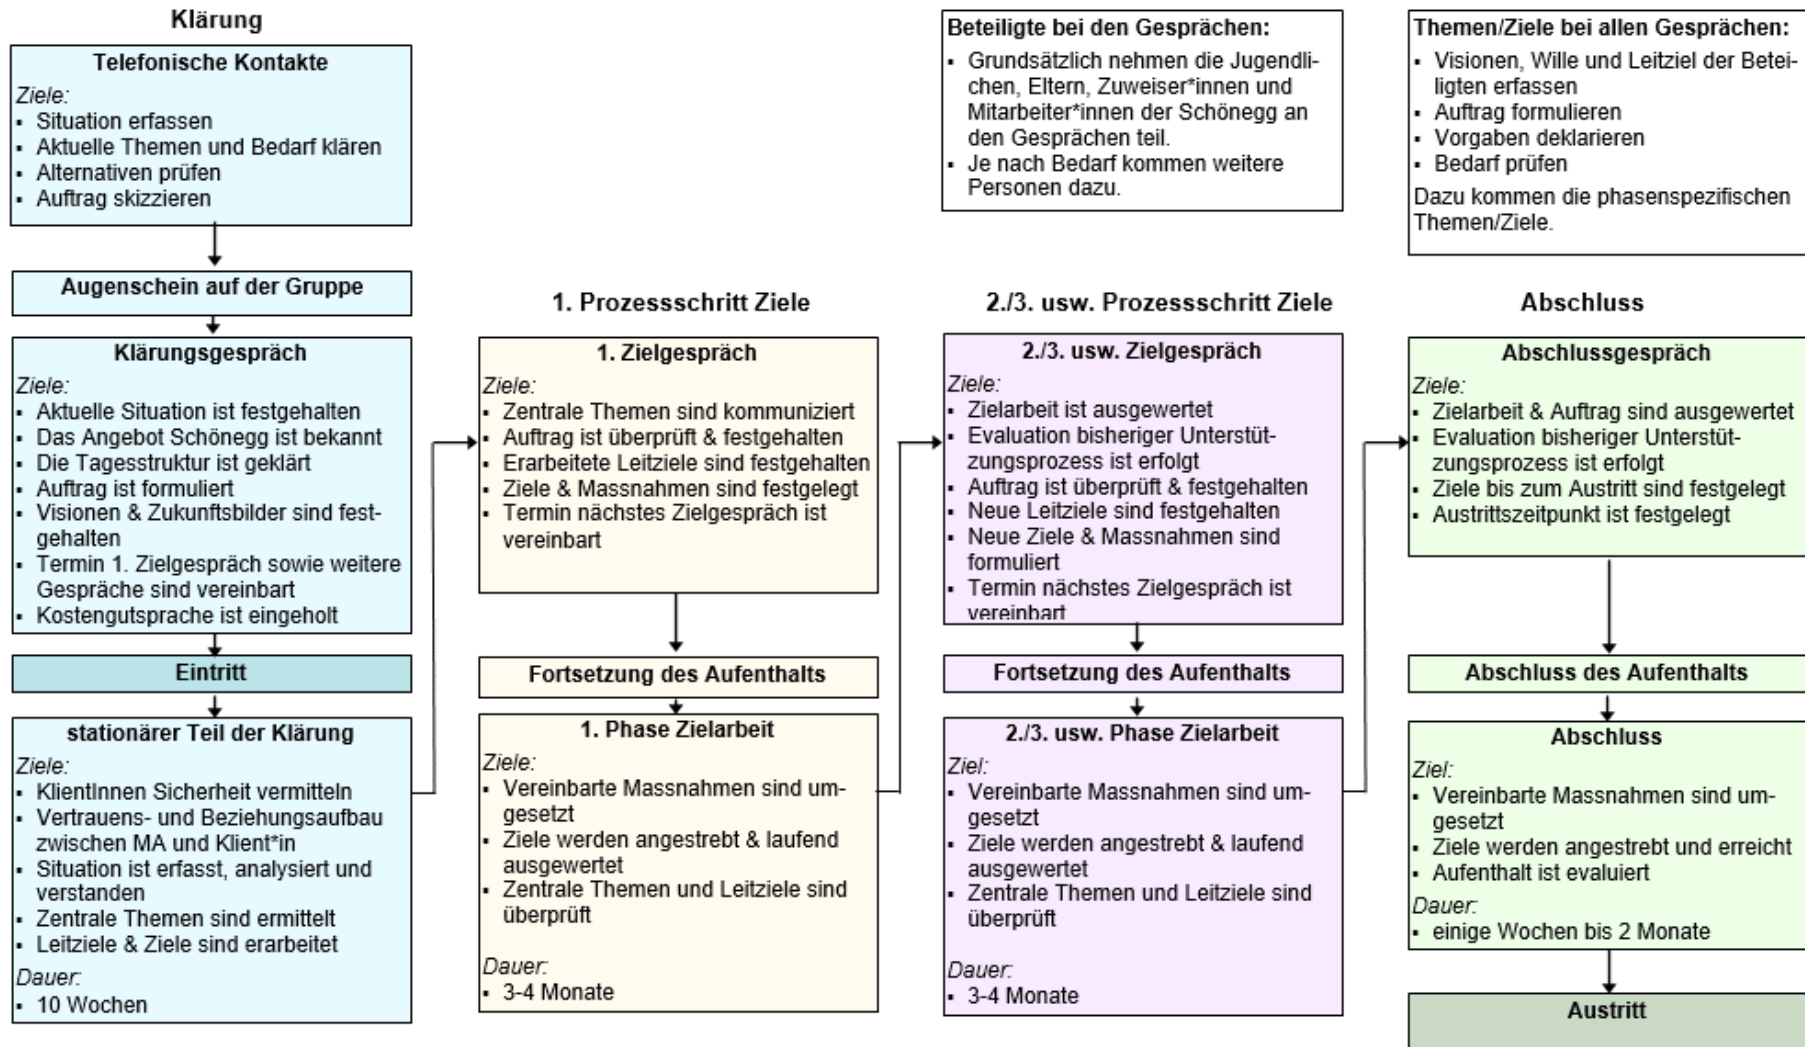 Klärung
Telefonische Kontakte
Ziele:
▪ Situation erfassen
▪ Aktuelle Themen und Bedarf klären
▪ Alternativen prüfen
▪ Auftrag skizzieren
Augenschein auf der Gruppe
Klärungsgespräch
Ziele:
▪ Aktuelle Situation ist festgehalten
▪ Das Angebot Schönegg ist bekannt
▪ Die Tagesstruktur ist geklärt
▪ Auftrag ist formuliert
▪ Visionen & Zukunftsbilder sind fest-
gehalten
▪ Termin 1. Zielgespräch sowie weitere
Gespräche sind vereinbart
▪ Kostengutsprache ist eingeholt
Eintritt
stationärer Teil der Klärung
Ziele:
▪ KlientInnen Sicherheit vermitteln
▪ Vertrauens- und Beziehungsaufbau
zwischen MA und Klient*in
▪ Situation ist erfasst, analysiert und
verstanden
▪ Zentrale Themen sind ermittelt
▪ Leitziele & Ziele sind erarbeitet
Dauer:
▪ 10 Wochen
Beteiligte bei den Gesprächen:
▪ Grundsätzlich nehmen die Jugendli-
chen, Eltern, Zuweiser*innen und
Mitarbeiter*innen der Schönegg an
den Gesprächen teil.
▪ Je nach Bedarf kommen weitere
Personen dazu.
Themen/Ziele bei allen Gesprächen:
▪ Visionen, Wille und Leitziel der Betei-
ligten erfassen
▪ Auftrag formulieren
▪ Vorgaben deklarieren
▪ Bedarf prüfen
Dazu kommen die phasenspezifischen
Themen/Ziele.
1. Prozessschritt Ziele
1. Zielgespräch
Ziele:
▪ Zentrale Themen sind kommuniziert
▪ Auftrag ist überprüft & festgehalten
▪ Erarbeitete Leitziele sind festgehalten
▪ Ziele & Massnahmen sind festgelegt
▪ Termin nächstes Zielgespräch ist
vereinbart
Fortsetzung des Aufenthalts
1. Phase Zielarbeit
Ziele:
▪ Vereinbarte Massnahmen sind um-
gesetzt
▪ Ziele werden angestrebt & laufend
ausgewertet
▪ Zentrale Themen und Leitziele sind
überprüft
Dauer:
▪ 3-4 Monate
2./3. usw. Prozessschritt Ziele
2./3. usw. Zielgespräch
Ziele:
▪ Zielarbeit ist ausgewertet
▪ Evaluation bisheriger Unterstüt-
zungsprozess ist erfolgt
▪ Auftrag ist überprüft & festgehalten
▪ Neue Leitziele sind festgehalten
▪ Neue Ziele & Massnahmen sind
formuliert
▪ Termin nächstes Zielgespräch ist
vereinbart
Fortsetzung des Aufenthalts
2./3. usw. Phase Zielarbeit
Ziel:
▪ Vereinbarte Massnahmen sind um-
gesetzt
▪ Ziele werden angestrebt & laufend
ausgewertet
▪ Zentrale Themen und Leitziele sind
überprüft
Dauer:
▪ 3-4 Monate
Abschluss
Abschlussgespräch
Ziele:
▪ Zielarbeit & Auftrag sind ausgewertet
▪ Evaluation bisheriger Unterstüt-
zungsprozess ist erfolgt
▪ Ziele bis zum Austritt sind festgelegt
▪ Austrittszeitpunkt ist festgelegt
Abschluss des Aufenthalts
Abschluss
Ziel:
▪ Vereinbarte Massnahmen sind um-
gesetzt
▪ Ziele werden angestrebt und erreicht
▪ Aufenthalt ist evaluiert
Dauer:
▪ einige Wochen bis 2 Monate
Austritt